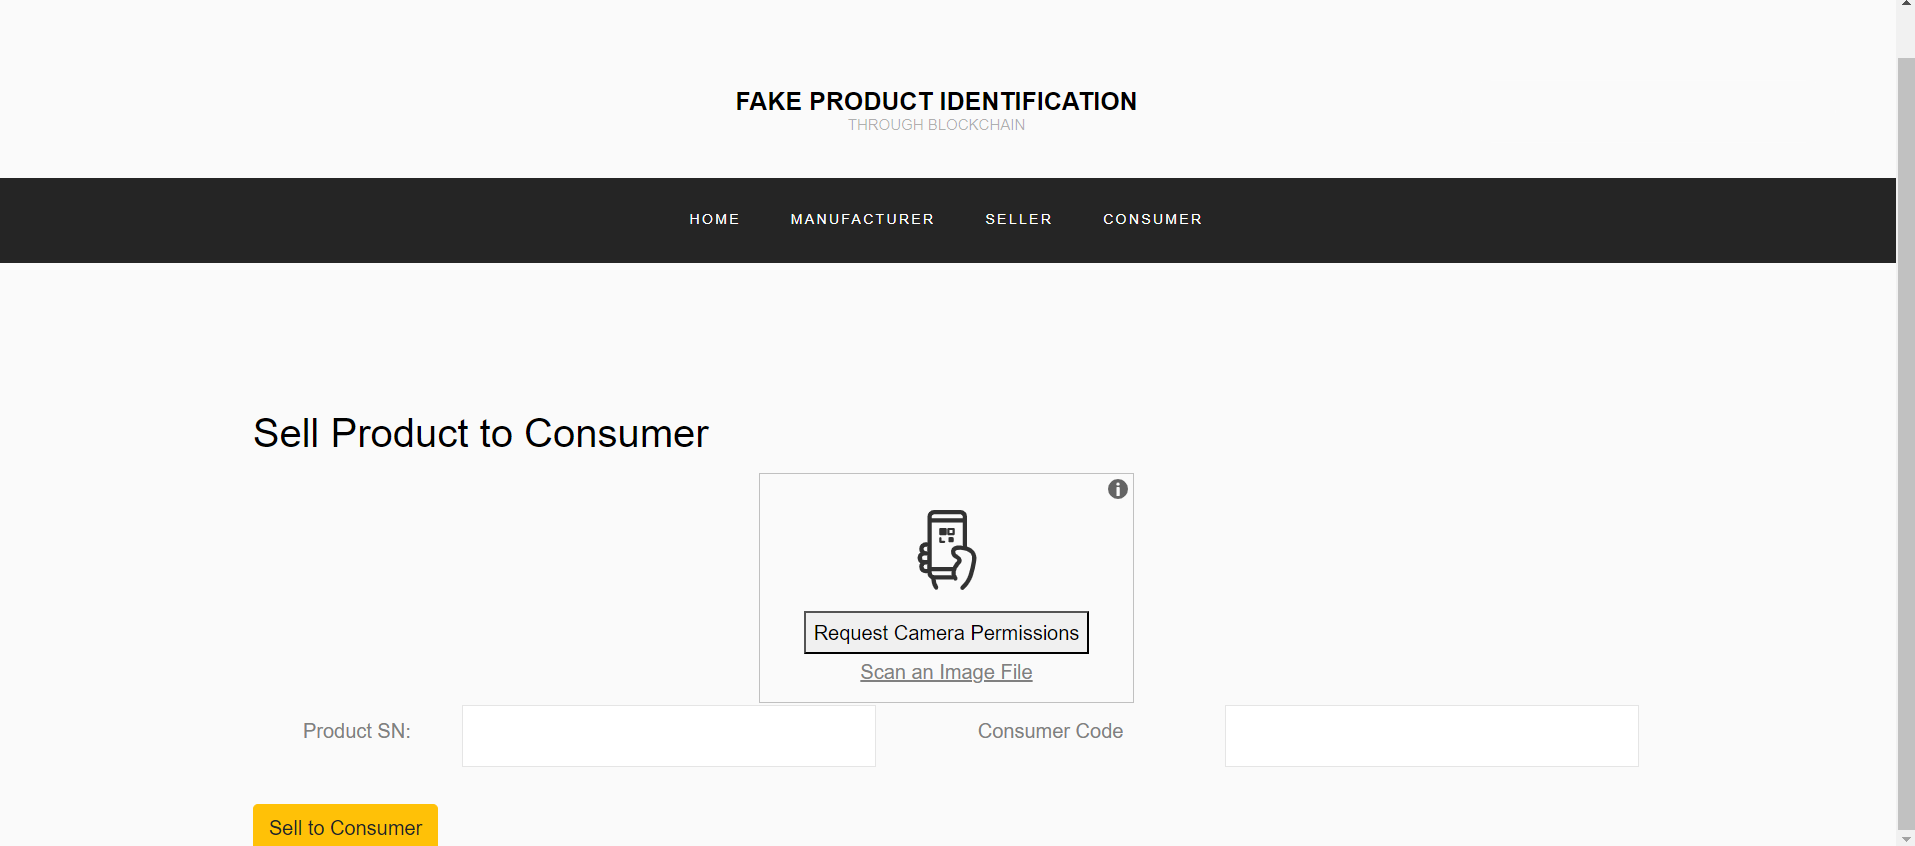 FAKE PRODUCT IDENTIFICATION
THROUGH BLOCKCHAIN
HOME MANUFACTURER SELLER CONSUMER
Sell Product to Consumer
Request Camera Permissions
Scan an Image File
Product SN: Consumer Code
Sell to Consumer